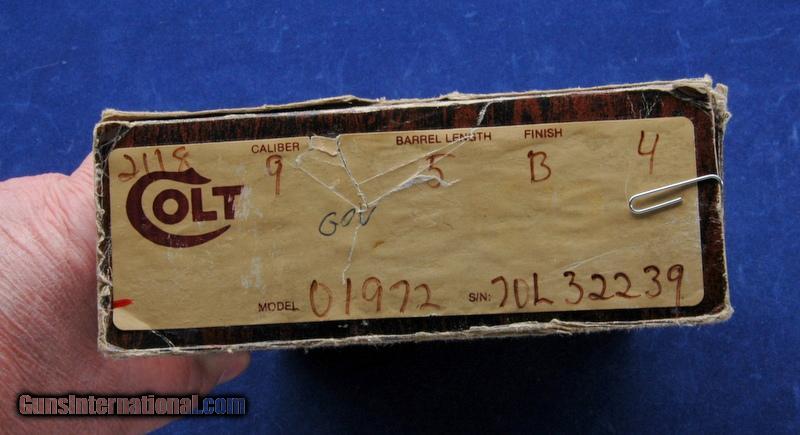 2118
COLT
CALIBER
9
BARREL LENGTH
5
FINISH
B
4
GOV
MODEL 01972
S/N: 70L32239
GunsInternational.com